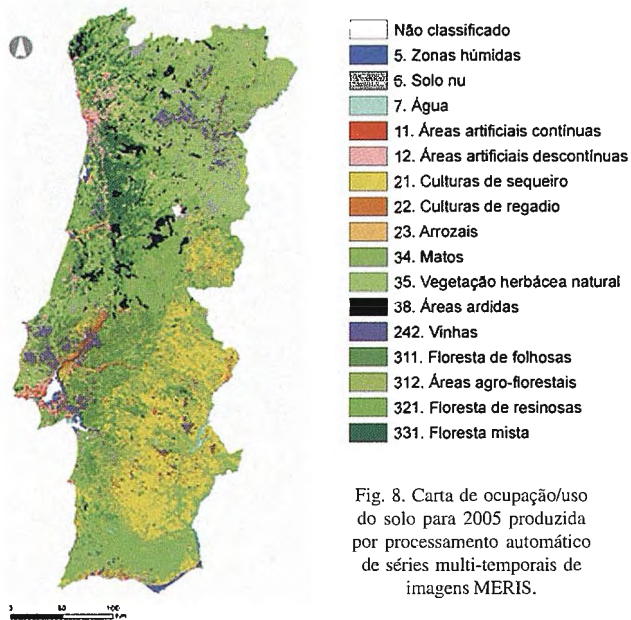 Não classificado
5. Zonas húmidas
6. Solo nu
7. Água
11. Áreas artificiais contínuas
12. Áreas artificiais descontínuas
21. Culturas de sequeiro
22. Culturas de regadio
23. Arrozais
34. Matos
35. Vegetação herbácea natural
38. Áreas ardidas
242. Vinhas
311. Floresta de folhosas
312. Áreas agro-florestais
321. Floresta de resinosas
331. Floresta mista
Fig. 8. Carta de ocupação/uso
do solo para 2005 produzida
por processamento automático
de séries multi-temporais de
imagens MERIS.